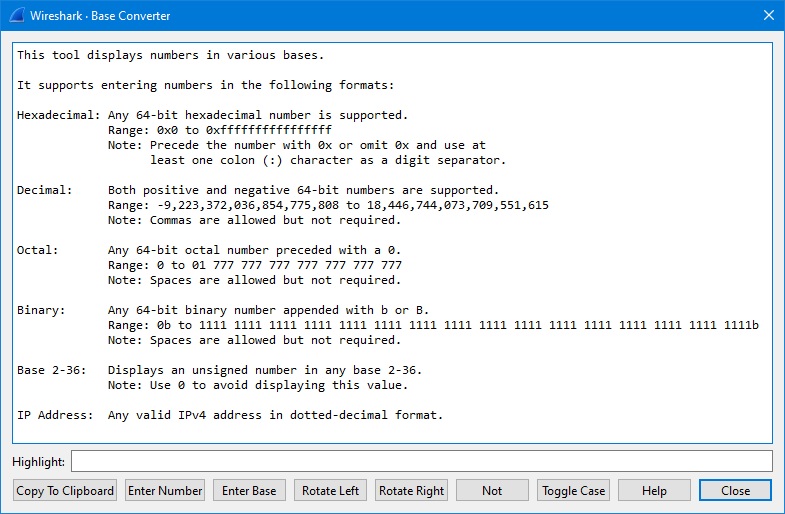 Wireshark · Base Converter
This tool displays numbers in various bases.
It supports entering numbers in the following formats:
Hexadecimal: Any 64-bit hexadecimal number is supported.
Range: 0x0 to 0xffffffffffffffff
Note: Precede the number with 0x or omit 0x and use at
least one colon (:) character as a digit separator.
Decimal: Both positive and negative 64-bit numbers are supported.
Range: -9,223,372,036,854,775,808 to 18,446,744,073,709,551,615
Note: Commas are allowed but not required.
Octal: Any 64-bit octal number preceded with a 0.
Range: 0 to 01 777 777 777 777 777 777 777
Note: Spaces are allowed but not required.
Binary: Any 64-bit binary number appended with b or B.
Range: 0b to 1111 1111 1111 1111 1111 1111 1111 1111 1111 1111 1111 1111 1111 1111 1111 1111b
Note: Spaces are allowed but not required.
Base 2-36: Displays an unsigned number in any base 2-36.
Note: Use 0 to avoid displaying this value.
IP Address: Any valid IPv4 address in dotted-decimal format.
Highlight:
Copy To Clipboard Enter Number Enter Base Rotate Left Rotate Right Not Toggle Case Help Close